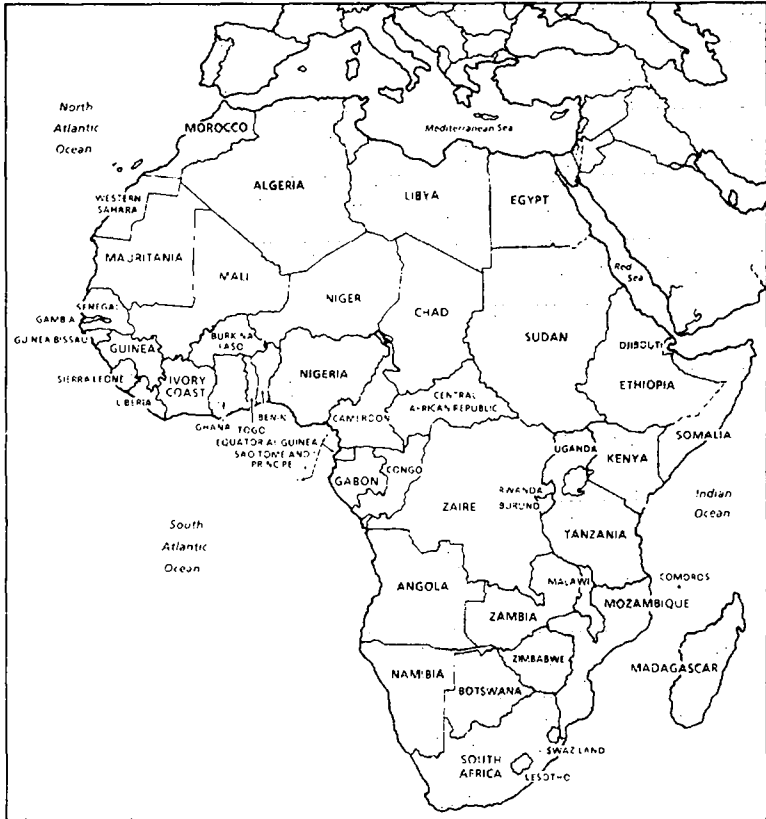 North
Atlantic
Ocean
MOROCCO
Mediterranean Sea
ALGERIA
LIBYA
EGYPT
WESTERN
SAHARA
MAURITANIA
MALI
NIGER
CHAD
SUDAN
Red
Sea
SENEGAL
GAMBIA
GUINEA BISSAU
GUINEA
BURKINA
FASO
DJIBOUTI
ETHIOPIA
NIGERIA
SIERRA LEONE
IVORY
COAST
LIBERIA
GHANA
TOGO
BENIN
CENTRAL
AFRICAN REPUBLIC
CAMEROON
SOMALIA
EQUATORIAL GUINEA
SAO TOME AND
PRINCIPE
UGANDA
KENYA
GABON
CONGO
RWANDA
BURUNDI
ZAIRE
Indian
Ocean
TANZANIA
South
Atlantic
Ocean
ANGOLA
MALAWI
COMOROS
MOZAMBIQUE
ZAMBIA
ZIMBABWE
MADAGASCAR
NAMIBIA
BOTSWANA
SWAZILAND
SOUTH
AFRICA
LESOTHO